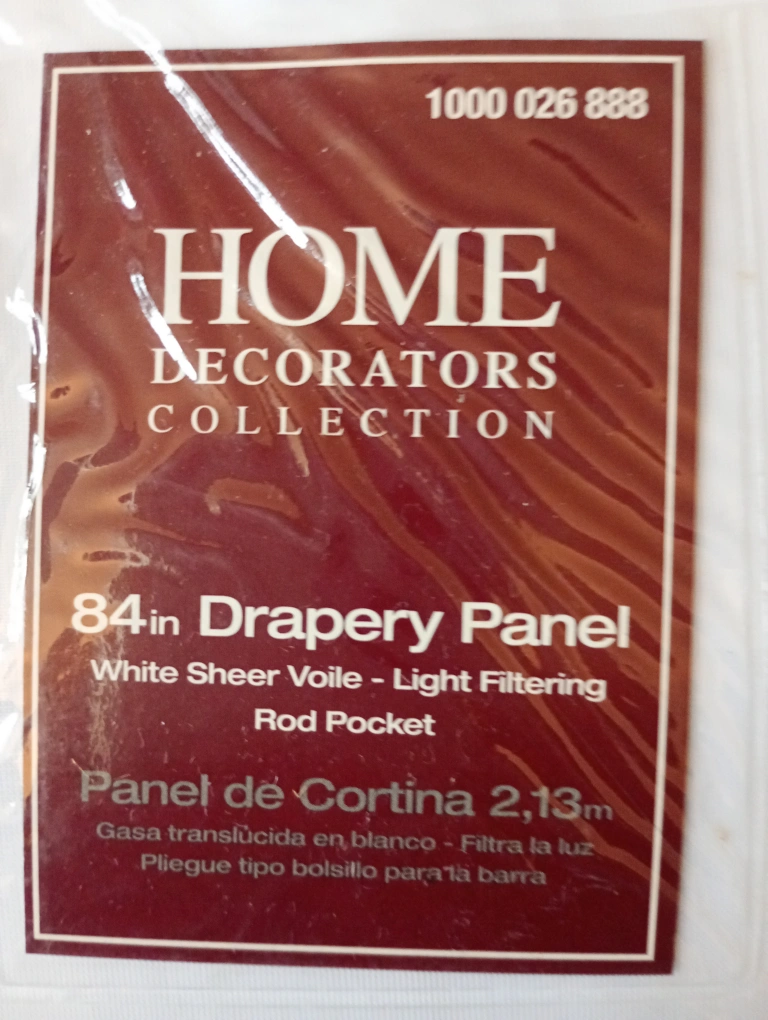 1000 026 888
HOME
DECORATORS
COLLECTION
84in Drapery Panel
White Sheer Voile - Light Filtering
Rod Pocket
Panel de Cortina 2,13m
Gasa translúcida en blanco - Filtra la luz
Pliegue tipo bolsillo para la barra